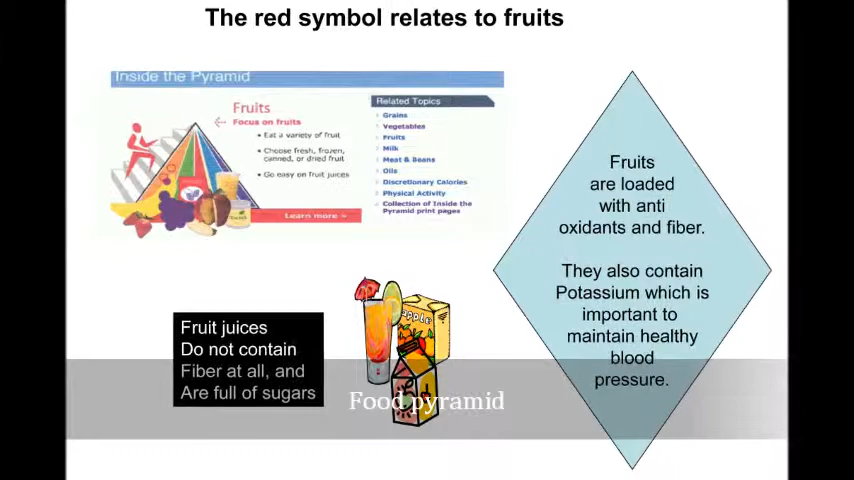 The red symbol relates to fruits
Inside the Pyramid
Fruits
Focus on fruits
• Eat a variety of fruit
• Choose fresh, frozen,
canned, or dried fruit
• Go easy on fruit juices
Learn more
Related Topics
Grains
Vegetables
Fruits
Milk
Meat & Beans
Oils
Discretionary Calories
Physical Activity
Collection of Inside the
Pyramid print pages
Fruits
are loaded
with anti
oxidants and fiber.
They also contain
Potassium which is
important to
maintain healthy
blood
pressure.
apple
Fruit juices
Do not contain
Fiber at all, and
Are full of sugars
Food pyramid